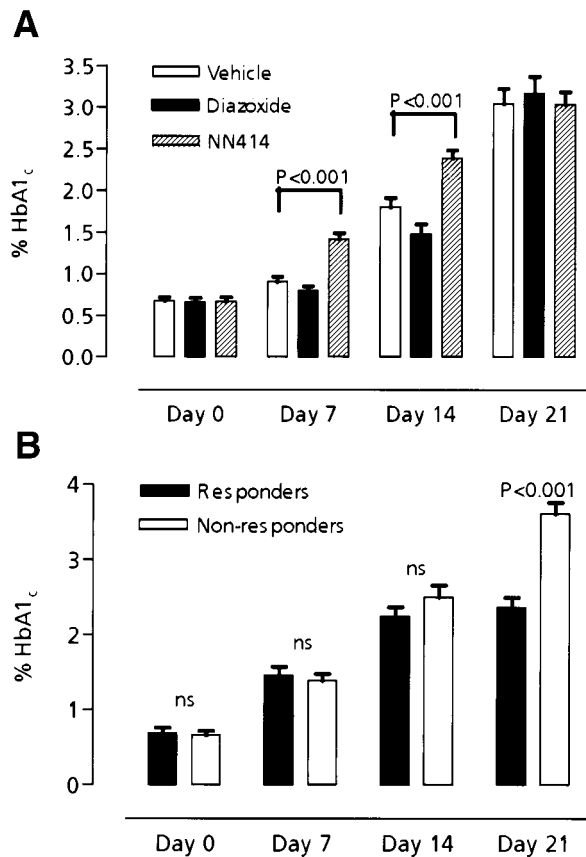 A
3.5
3.0
2.5
2.0
1.5
1.0
0.5
0.0
% HbA1c
Vehicle
Diazoxide
NN414
P<0.001
P<0.001
Day 0 Day 7 Day 14 Day 21
B
4
3
2
1
0
% HbA1c
Responders
Non-responders
ns
ns
ns
P<0.001
Day 0 Day 7 Day 14 Day 21